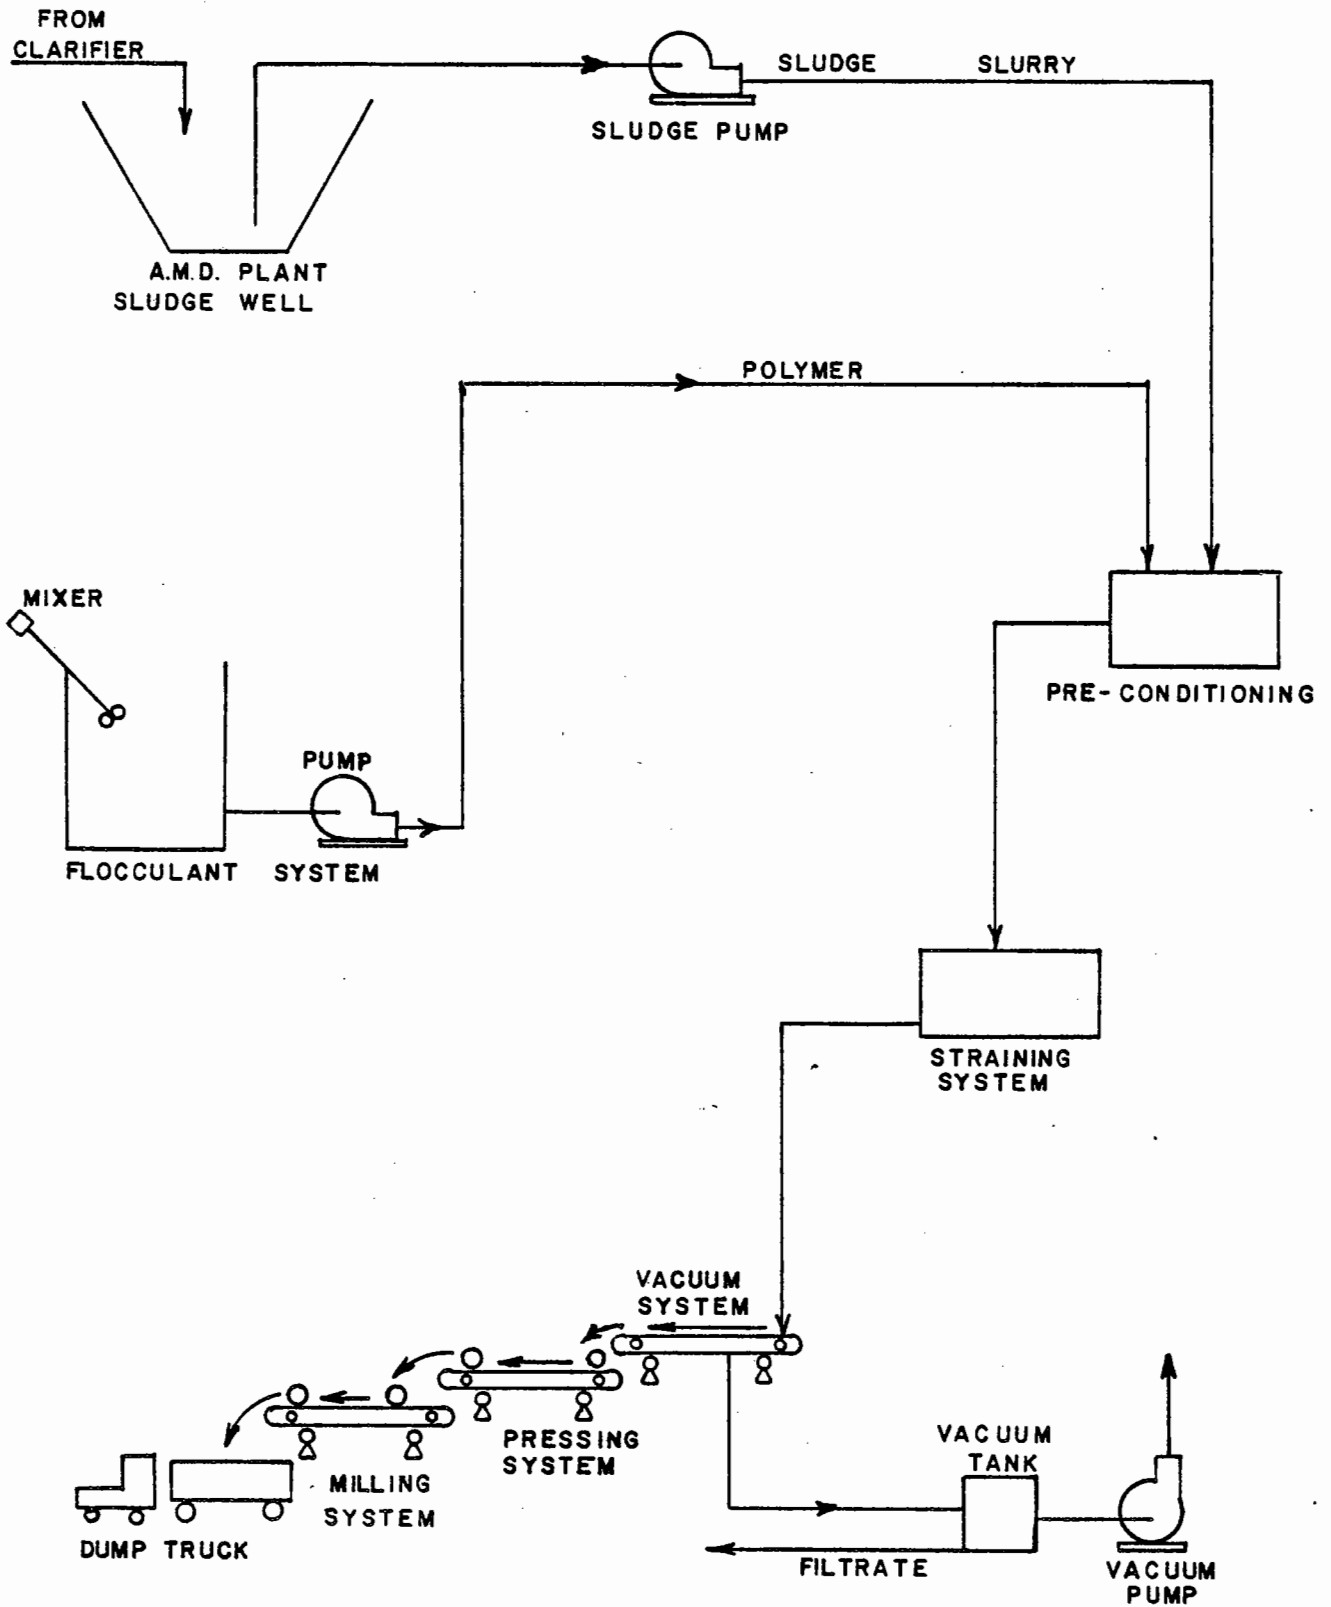 FROM
CLARIFIER
SLUDGE SLURRY
SLUDGE PUMP
A.M.D. PLANT
SLUDGE WELL
POLYMER
MIXER
PRE-CONDITIONING
PUMP
FLOCCULANT SYSTEM
STRAINING
SYSTEM
VACUUM
SYSTEM
PRESSING
SYSTEM
VACUUM
TANK
MILLING
SYSTEM
DUMP TRUCK
FILTRATE
VACUUM
PUMP